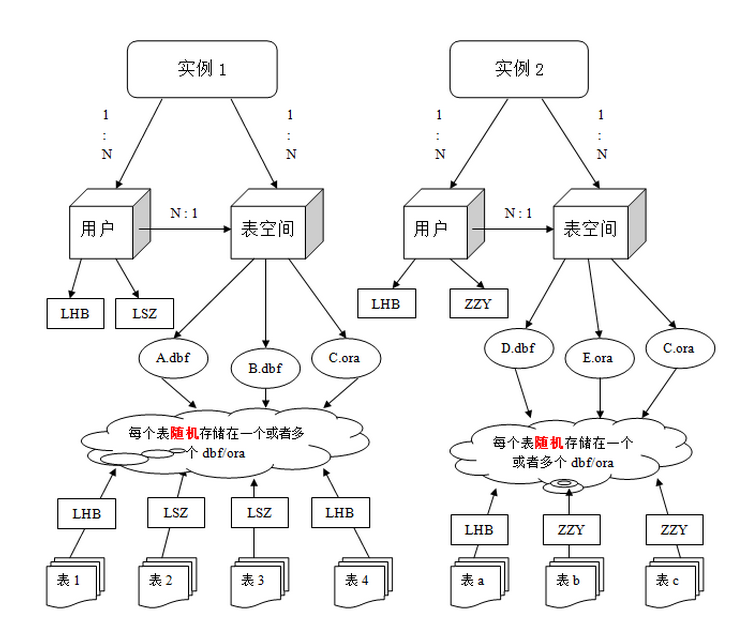 实例 1
实例 2
1
:
N
1
:
N
1
:
N
1
:
N
用户
N : 1
表空间
用户
N : 1
表空间
LHB
LSZ
LHB
ZZY
A.dbf
B.dbf
C.ora
D.dbf
E.ora
C.ora
每个表随机存储在一个或者多
个 dbf/ora
每个表随机存储在一个
或者多个 dbf/ora
LHB
LSZ
LSZ
LHB
LHB
ZZY
ZZY
表 1
表 2
表 3
表 4
表 a
表 b
表 c